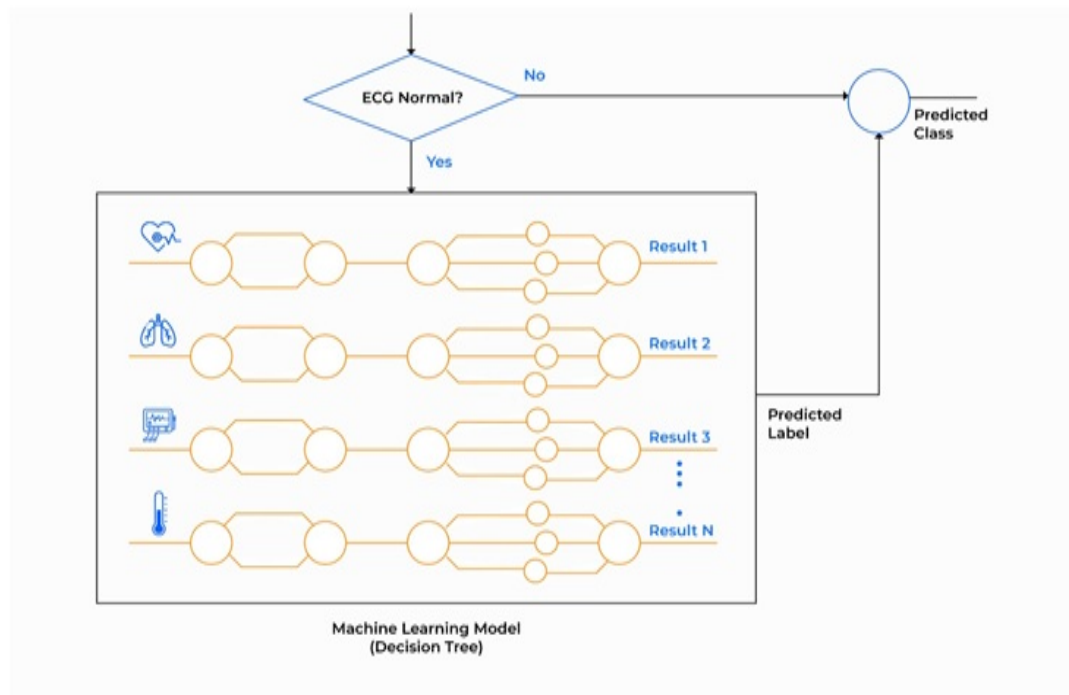 No
ECG Normal?
Predicted
Class
Yes
Result 1
Result 2
Result 3
Result N
Predicted
Label
Machine Learning Model
(Decision Tree)